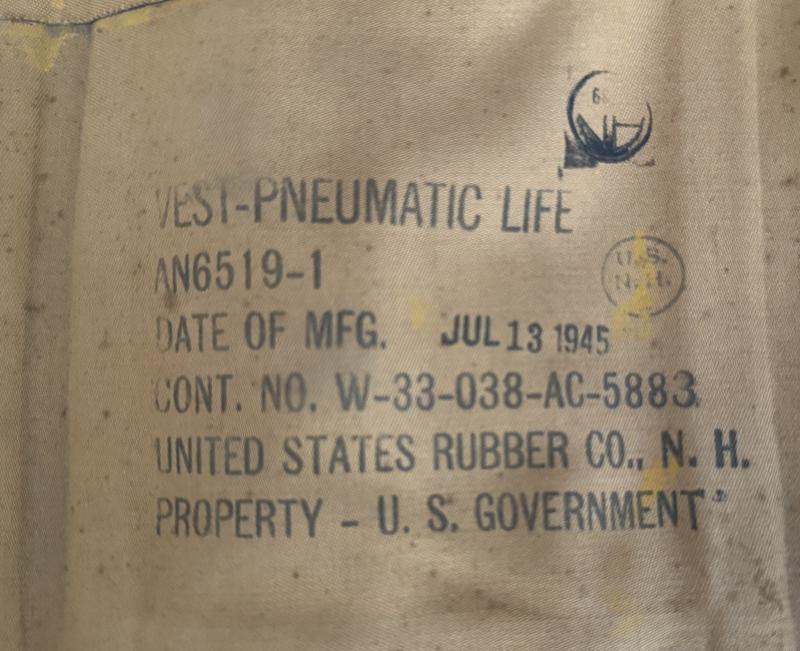 6
VEST-PNEUMATIC LIFE
AN6519-1
U.S.
N.H.
DATE OF MFG. JUL 13 1945
CONT. NO. W-33-038-AC-5883
UNITED STATES RUBBER CO., N. H.
PROPERTY - U. S. GOVERNMENT